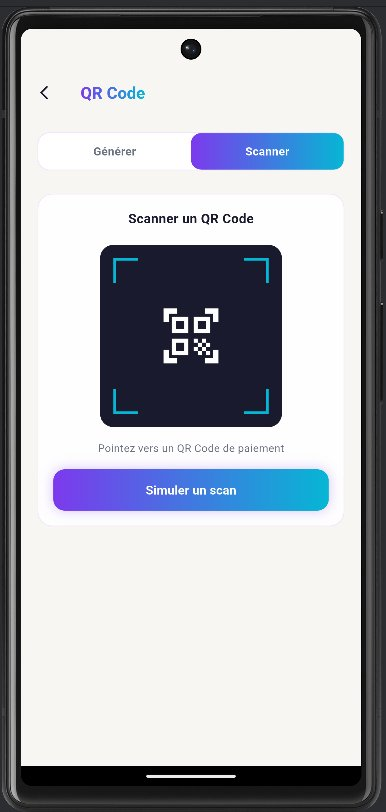 QR Code
Générer
Scanner
Scanner un QR Code
Pointez vers un QR Code de paiement
Simuler un scan